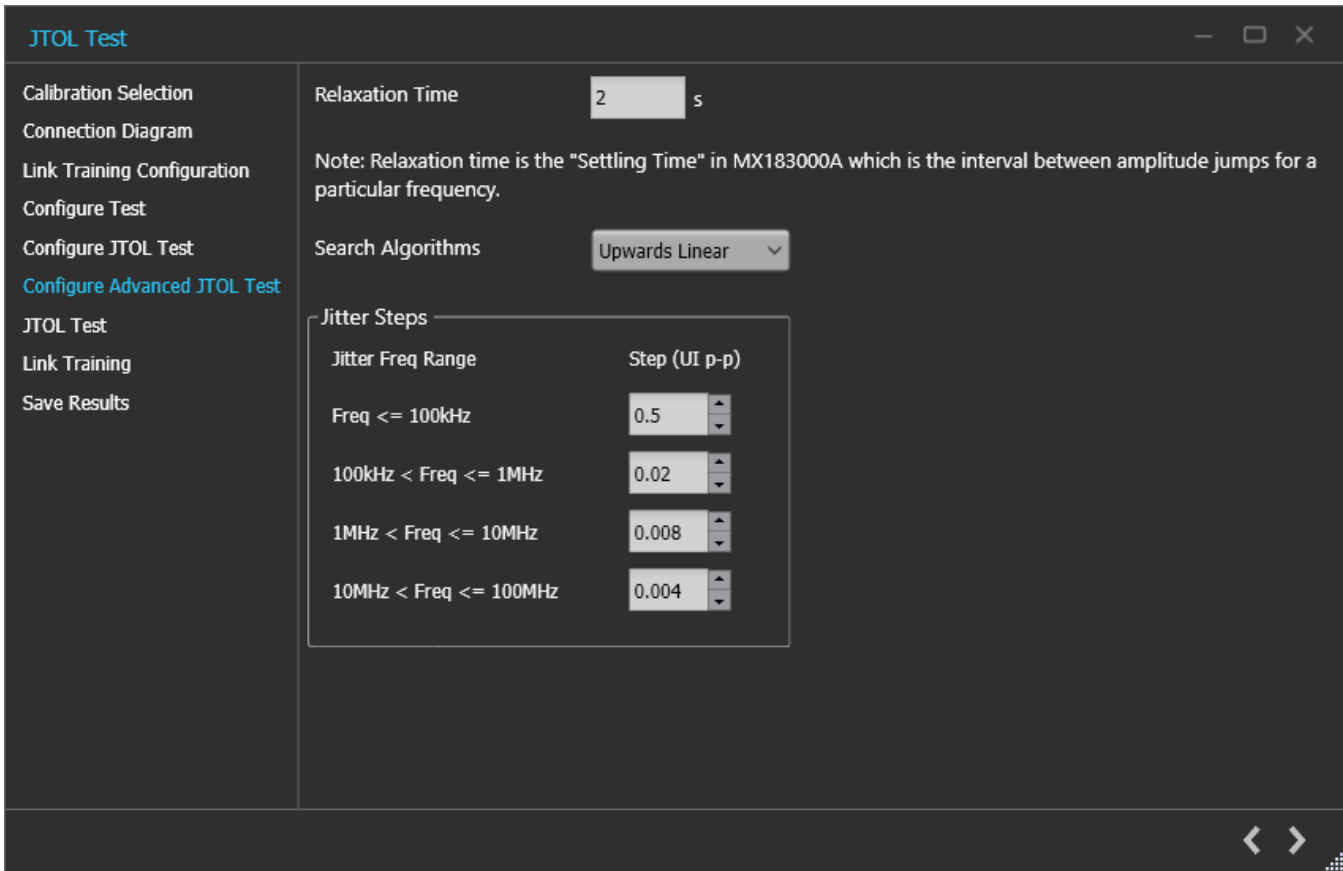 JTOL Test
Calibration Selection
Connection Diagram
Link Training Configuration
Configure Test
Configure JTOL Test
Configure Advanced JTOL Test
JTOL Test
Link Training
Save Results
Relaxation Time 2 s
Note: Relaxation time is the "Settling Time" in MX183000A which is the interval between amplitude jumps for a
particular frequency.
Search Algorithms Upwards Linear
Jitter Steps
Jitter Freq Range Step (UI p-p)
Freq <= 100kHz 0.5
100kHz < Freq <= 1MHz 0.02
1MHz < Freq <= 10MHz 0.008
10MHz < Freq <= 100MHz 0.004